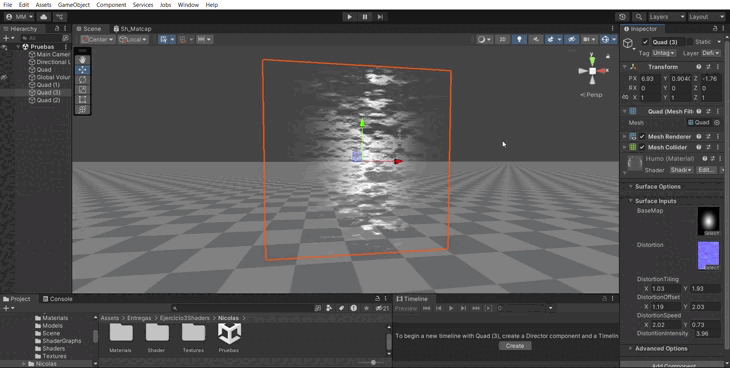 File Edit Assets GameObject Component Services Jobs Window Help
MM
Layers Layout
Hierarchy
All
Pruebas
Main Camer
Directional L
Quad
Global Volur
Quad (1)
Quad (3)
Quad (2)
Scene Sh_Matcap
Center Local
2D
y
x
Persp
Project Console
Materials
Models
Scene
ShaderGraphs
Shaders
Textures
Nicolas
21
Assets > Entregas > Ejercicio3Shaders > Nicolas
Materials Shader Textures Pruebas
Timeline
Preview
0
To begin a new timeline with Quad (3), create a Director component and a Timelin
Create
Inspector
Quad (3) Static
Tag Untag Layer Defa
Transform
P X 6.93 Y 0.904( Z -1.76
R X 0 Y 0 Z 0
X 1 Y 1 Z 1
Quad (Mesh Filt
Mesh Quad
Mesh Renderer
Mesh Collider
Humo (Material)
Shader Shadi Edit...
Surface Options
Surface Inputs
BaseMap
Select
Distortion
Select
DistortionTiling
X 1.03 Y 1.93
DistortionOffset
X 1.19 Y 2.03
DistortionSpeed
X 2.02 Y 0.73
DistortionIntensity 3.96
Advanced Options
Add Component